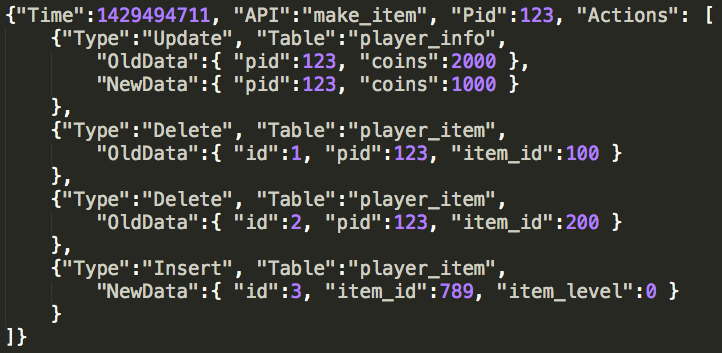 {"Time":1429494711, "API":"make_item", "Pid":123, "Actions": [
    {"Type":"Update", "Table":"player_info",
        "OldData":{ "pid":123, "coins":2000 },
        "NewData":{ "pid":123, "coins":1000 }
    },
    {"Type":"Delete", "Table":"player_item",
        "OldData":{ "id":1, "pid":123, "item_id":100 }
    },
    {"Type":"Delete", "Table":"player_item",
        "OldData":{ "id":2, "pid":123, "item_id":200 }
    },
    {"Type":"Insert", "Table":"player_item",
        "NewData":{ "id":3, "item_id":789, "item_level":0 }
    }
]}